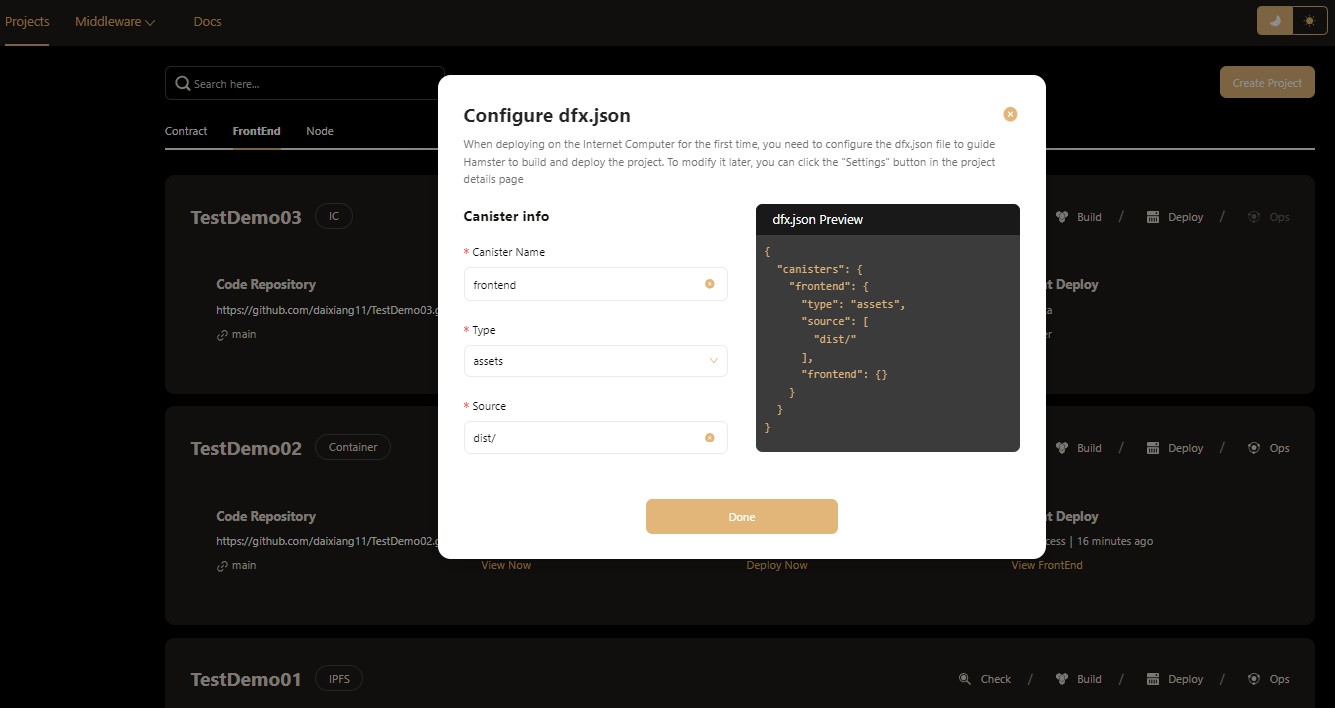 Projects
Middleware
Docs
Search here...
Create Project
Contract
FrontEnd
Node
Configure dfx.json
When deploying on the Internet Computer for the first time, you need to configure the dfx.json file to guide
Hamster to build and deploy the project. To modify it later, you can click the "Settings" button in the project
details page
Canister info
* Canister Name
frontend
* Type
assets
* Source
dist/
dfx.json Preview
{
"canisters": {
"frontend": {
"type": "assets",
"source": [
"dist/"
],
"frontend": {}
}
}
}
Done
TestDemo03
IC
Build / Deploy / Ops
Code Repository
https://github.com/daixiang11/TestDemo03.g
main
t Deploy
TestDemo02
Container
Build / Deploy / Ops
Code Repository
https://github.com/daixiang11/TestDemo02.g
main
View Now
Deploy Now
t Deploy
cess | 16 minutes ago
View FrontEnd
TestDemo01
IPFS
Check / Build / Deploy / Ops